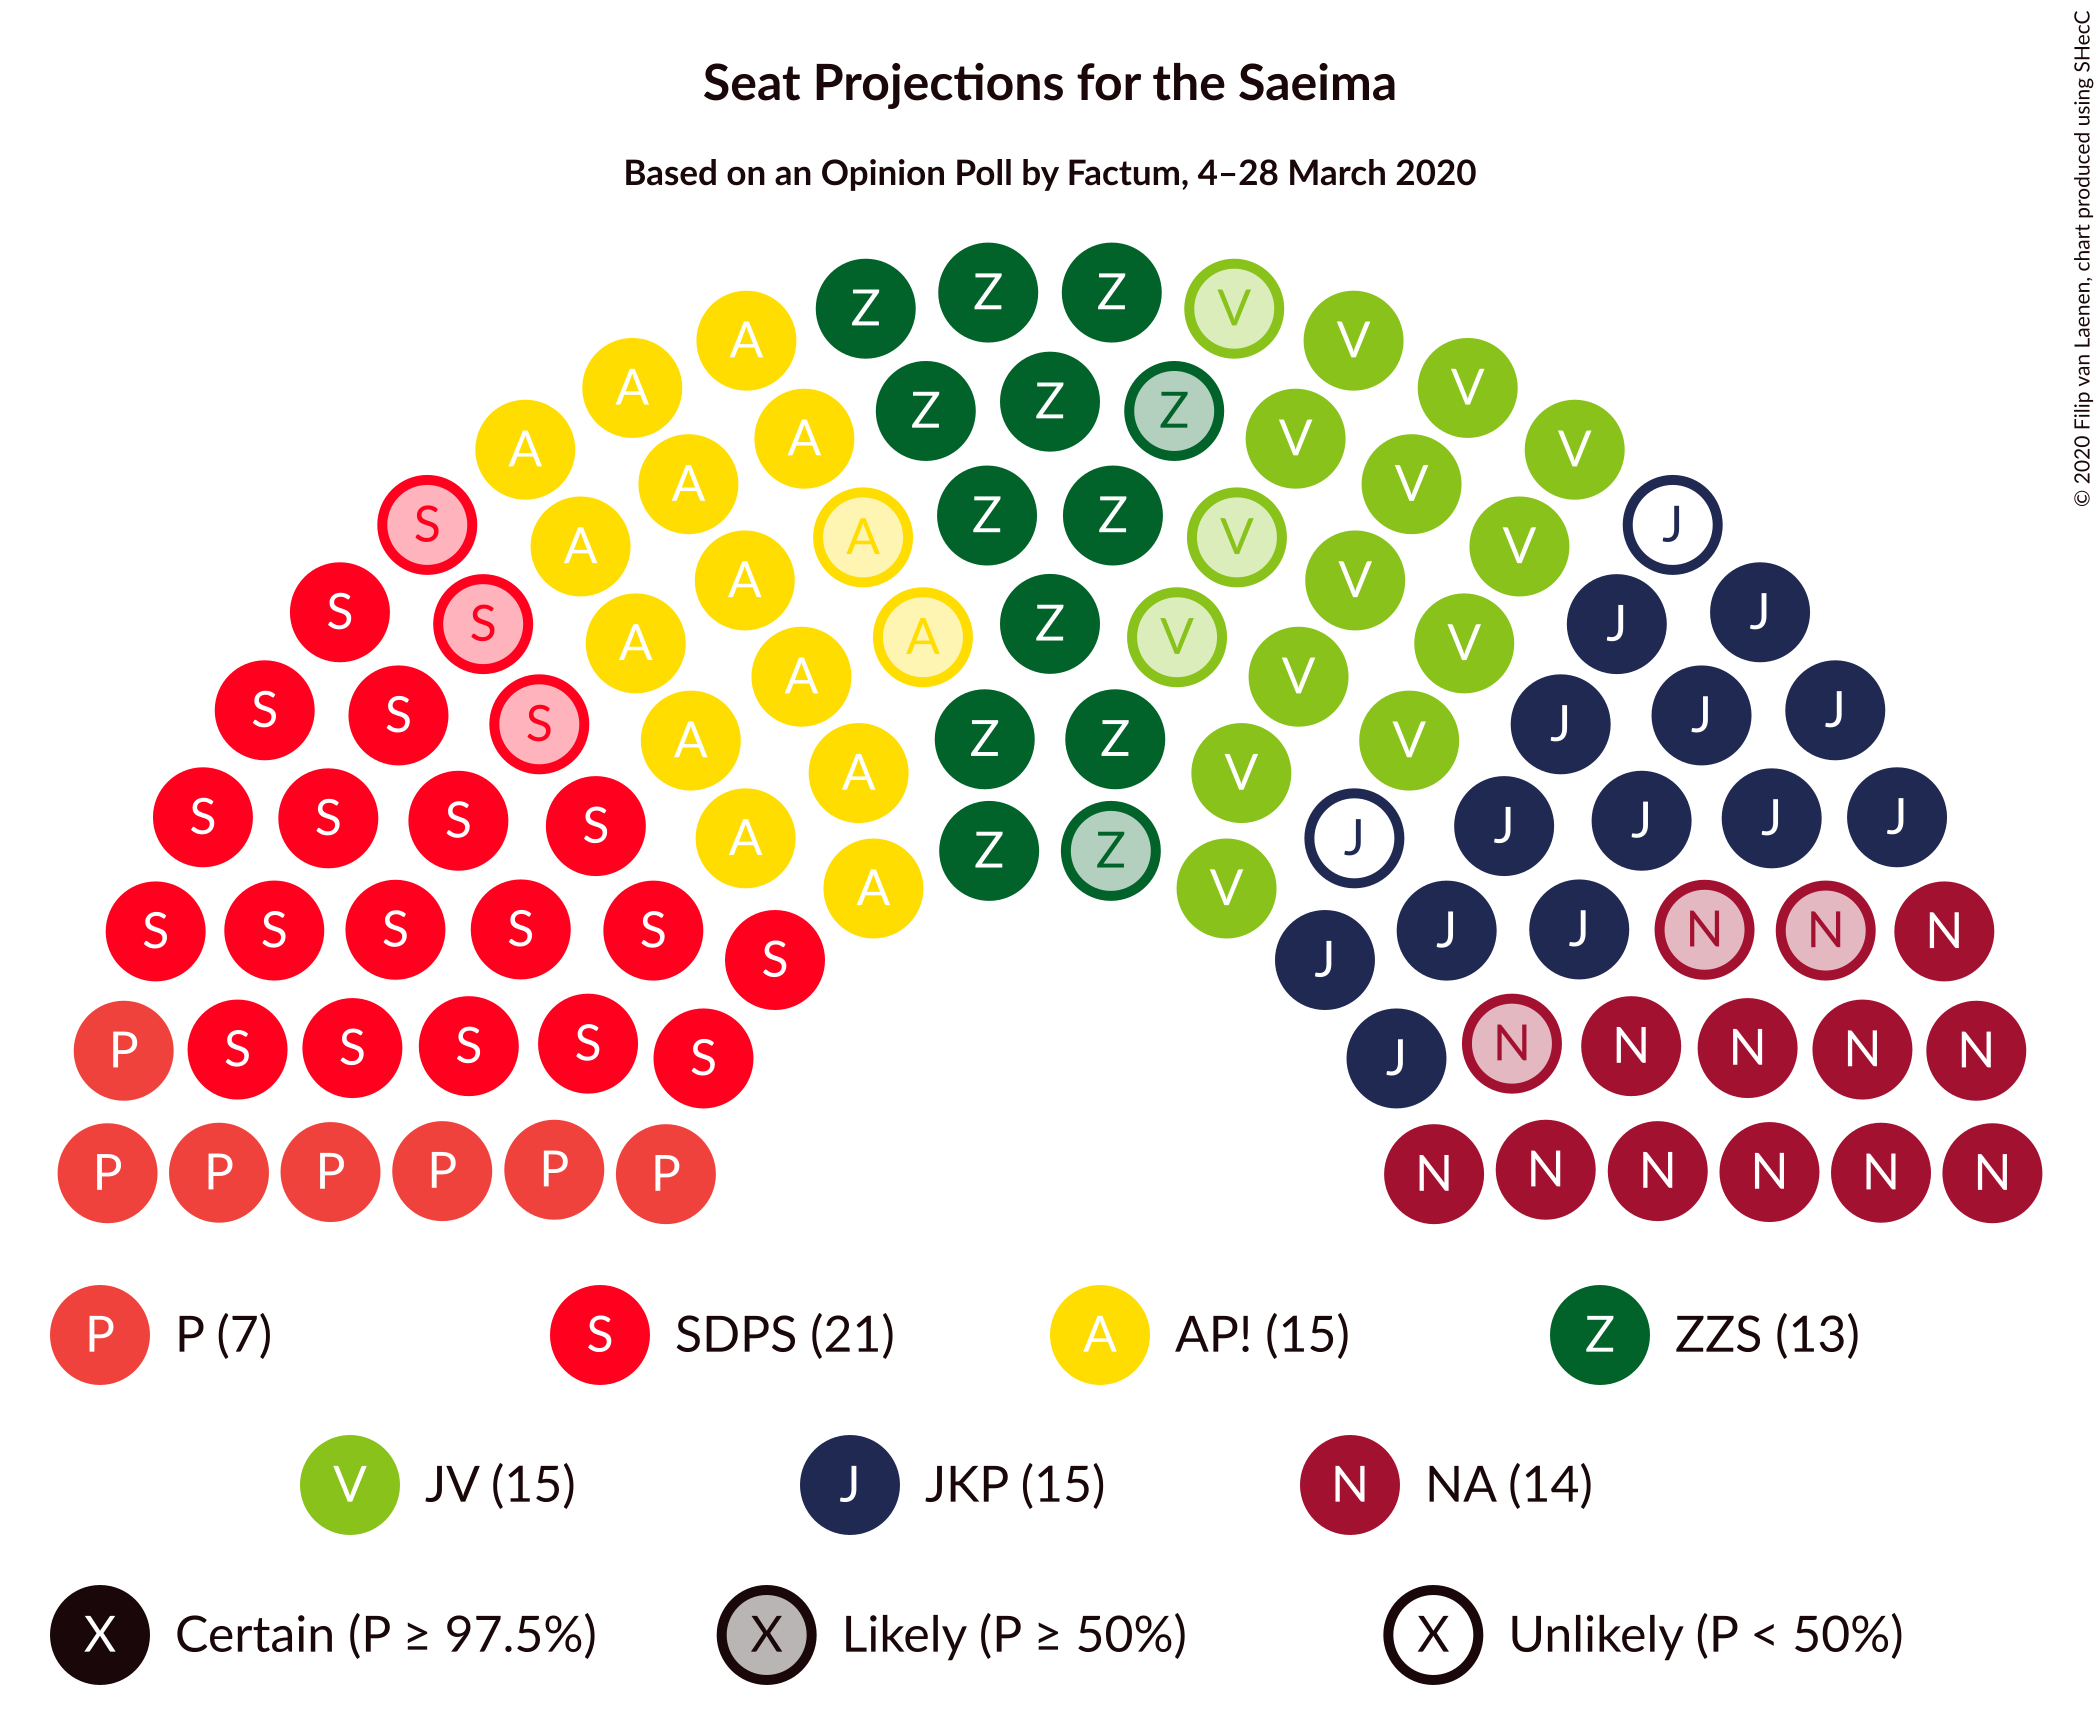 © 2020 Filip van Laenen, chart produced using SHecC
Seat Projections for the Saeima
Based on an Opinion Poll by Factum, 4–28 March 2020
Z Z Z V
A V
A Z Z Z V
A A V V
A V
S A A Z Z V V J
A V
S S A A Z V V J J
A V
S S S A Z Z V J J J
A V
S S S S A Z Z J J J J J
A V
S S S S S S J J J N N N
P S S S S S J N N N N N
P P P P P P N N N N N N
P P (7) S SDPS (21) A AP! (15) Z ZZS (13)
V JV (15) J JKP (15) N NA (14)
X Certain (P ≥ 97.5%) X Likely (P ≥ 50%) X Unlikely (P < 50%)